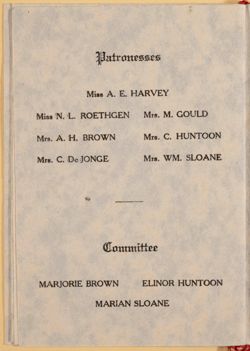 Patronesses
Miss A. E. HARVEY
Miss N. L. ROETHGEN Mrs. M. GOULD
Mrs. A. H. BROWN Mrs. C. HUNTOON
Mrs. C. De JONGE Mrs. WM. SLOANE
Committee
MARJORIE BROWN ELINOR HUNTOON
MARIAN SLOANE